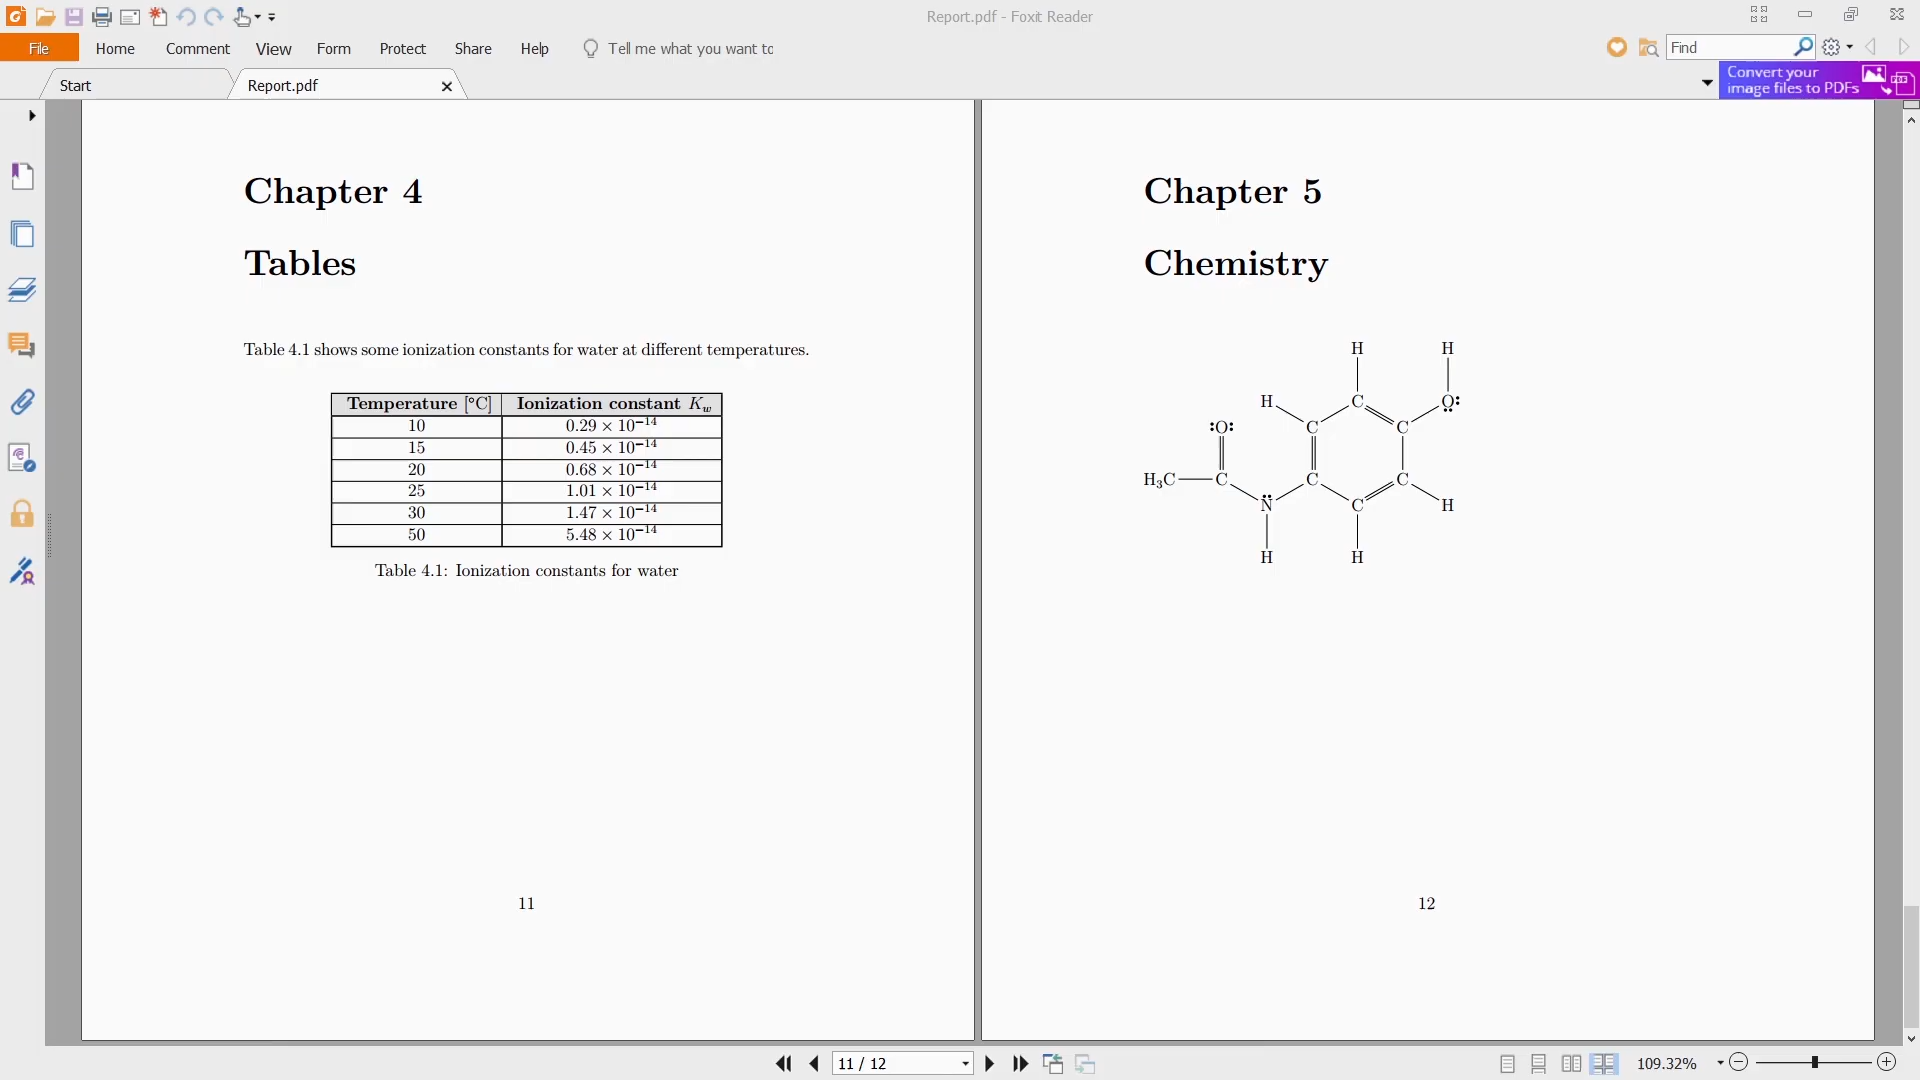 Report.pdf - Foxit Reader
File Home Comment View Form Protect Share Help Tell me what you want to Find
Start Report.pdf
Convert your
image files to PDFs
Chapter 4
Tables
Table 4.1 shows some ionization constants for water at different temperatures.
Temperature [°C] Ionization constant K_w
10 0.29 × 10⁻¹⁴
15 0.45 × 10⁻¹⁴
20 0.68 × 10⁻¹⁴
25 1.01 × 10⁻¹⁴
30 1.47 × 10⁻¹⁴
50 5.48 × 10⁻¹⁴
Table 4.1: Ionization constants for water
11
Chapter 5
Chemistry
H H
H C O
O C C
H₃C C C C
N C H
H H
12
11 / 12
109.32%